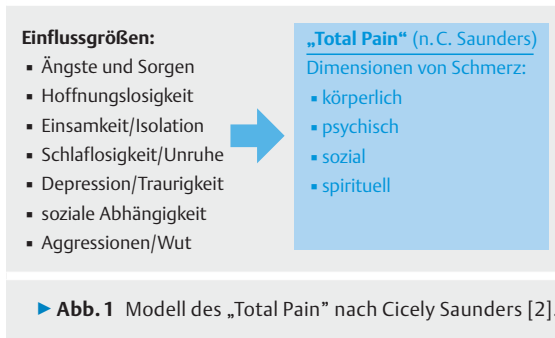 Einflussgrößen:
▪ Ängste und Sorgen
▪ Hoffnungslosigkeit
▪ Einsamkeit/Isolation
▪ Schlaflosigkeit/Unruhe
▪ Depression/Traurigkeit
▪ soziale Abhängigkeit
▪ Aggressionen/Wut
„Total Pain“ (n. C. Saunders)
Dimensionen von Schmerz:
▪ körperlich
▪ psychisch
▪ sozial
▪ spirituell
▶ Abb. 1 Modell des „Total Pain” nach Cicely Saunders [2].